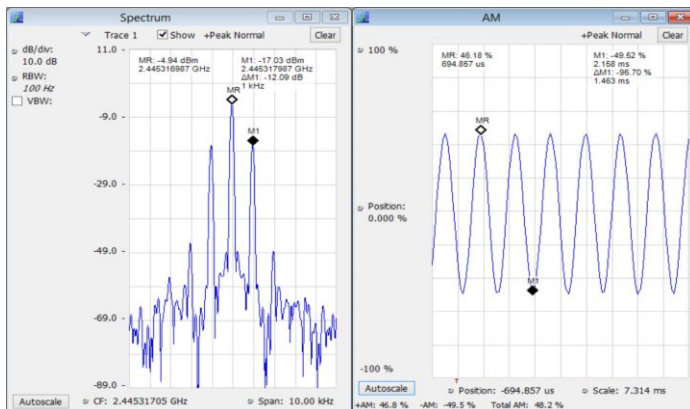 Spectrum
dB/div:
10.0 dB
RBW:
100 Hz
VBW:
Trace 1
Show
+Peak Normal
Clear
11.0
-9.0
-29.0
-49.0
-69.0
-89.0
MR: -4.94 dBm
2.445316987 GHz
M1: -17.03 dBm
2.445317987 GHz
ΔM1: -12.09 dB
1 kHz
MR
M1
Autoscale
CF: 2.44531705 GHz
Span: 10.00 kHz
AM
+Peak Normal
Clear
100 %
Position:
0.000 %
-100 %
MR: 46.18 %
694.857 us
M1: -49.52 %
2.158 ms
ΔM1: -96.70 %
1.463 ms
MR
M1
T
Autoscale
Position: -694.857 us
Scale: 7.314 ms
+AM: 46.8 %
-AM: -49.5 %
Total AM: 48.2 %